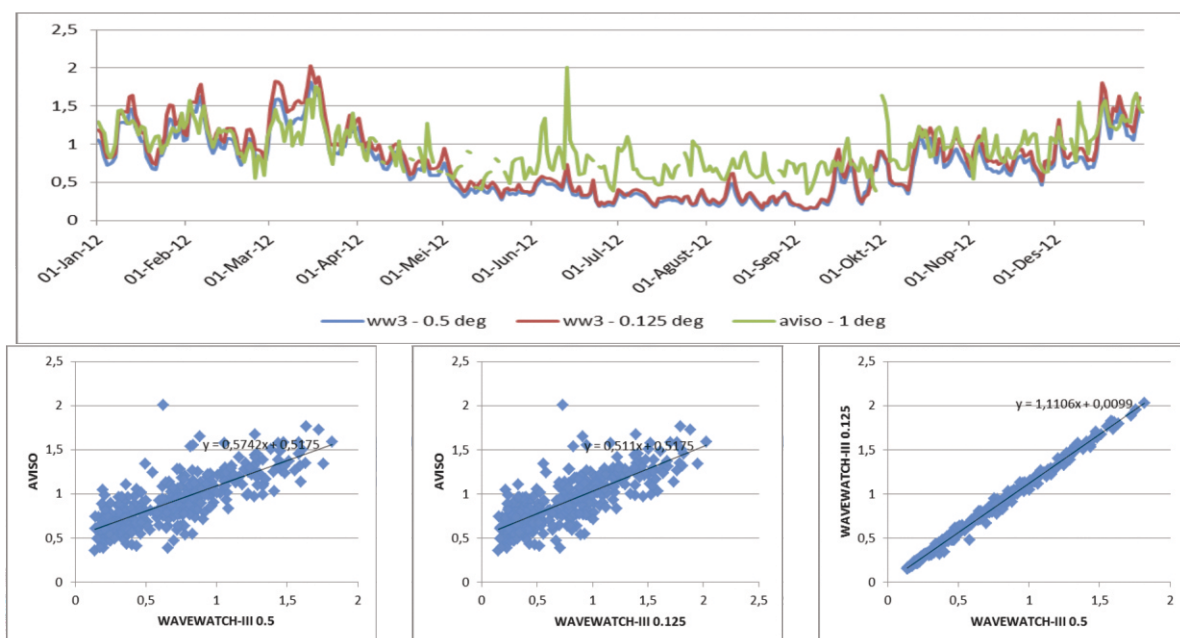 2,5
2
1,5
1
0,5
0
01-Jan-12
01-Feb-12
01-Mar-12
01-Apr-12
01-Mei-12
01-Jun-12
01-Jul-12
01-Agust-12
01-Sep-12
01-Okt-12
01-Nop-12
01-Des-12
ww3 - 0.5 deg ww3 - 0.125 deg aviso - 1 deg
2,5
2
1,5
1
0,5
0
AVISO
y = 0,5742x + 0,5175
0 0,5 1 1,5 2
WAVEWATCH-III 0.5
2,5
2
1,5
1
0,5
0
AVISO
y = 0,511x + 0,5175
0 0,5 1 1,5 2 2,5
WAVEWATCH-III 0.125
2,5
2
1,5
1
0,5
0
WAVEWATCH-III 0.125
y = 1,1106x + 0,0099
0 0,5 1 1,5 2
WAVEWATCH-III 0.5